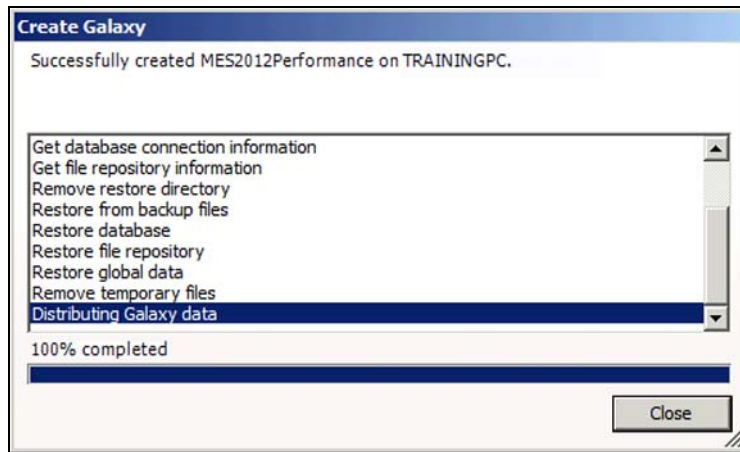 Create Galaxy
Successfully created MES2012Performance on TRAININGPC.
Get database connection information
Get file repository information
Remove restore directory
Restore from backup files
Restore database
Restore file repository
Restore global data
Remove temporary files
Distributing Galaxy data
100% completed
Close